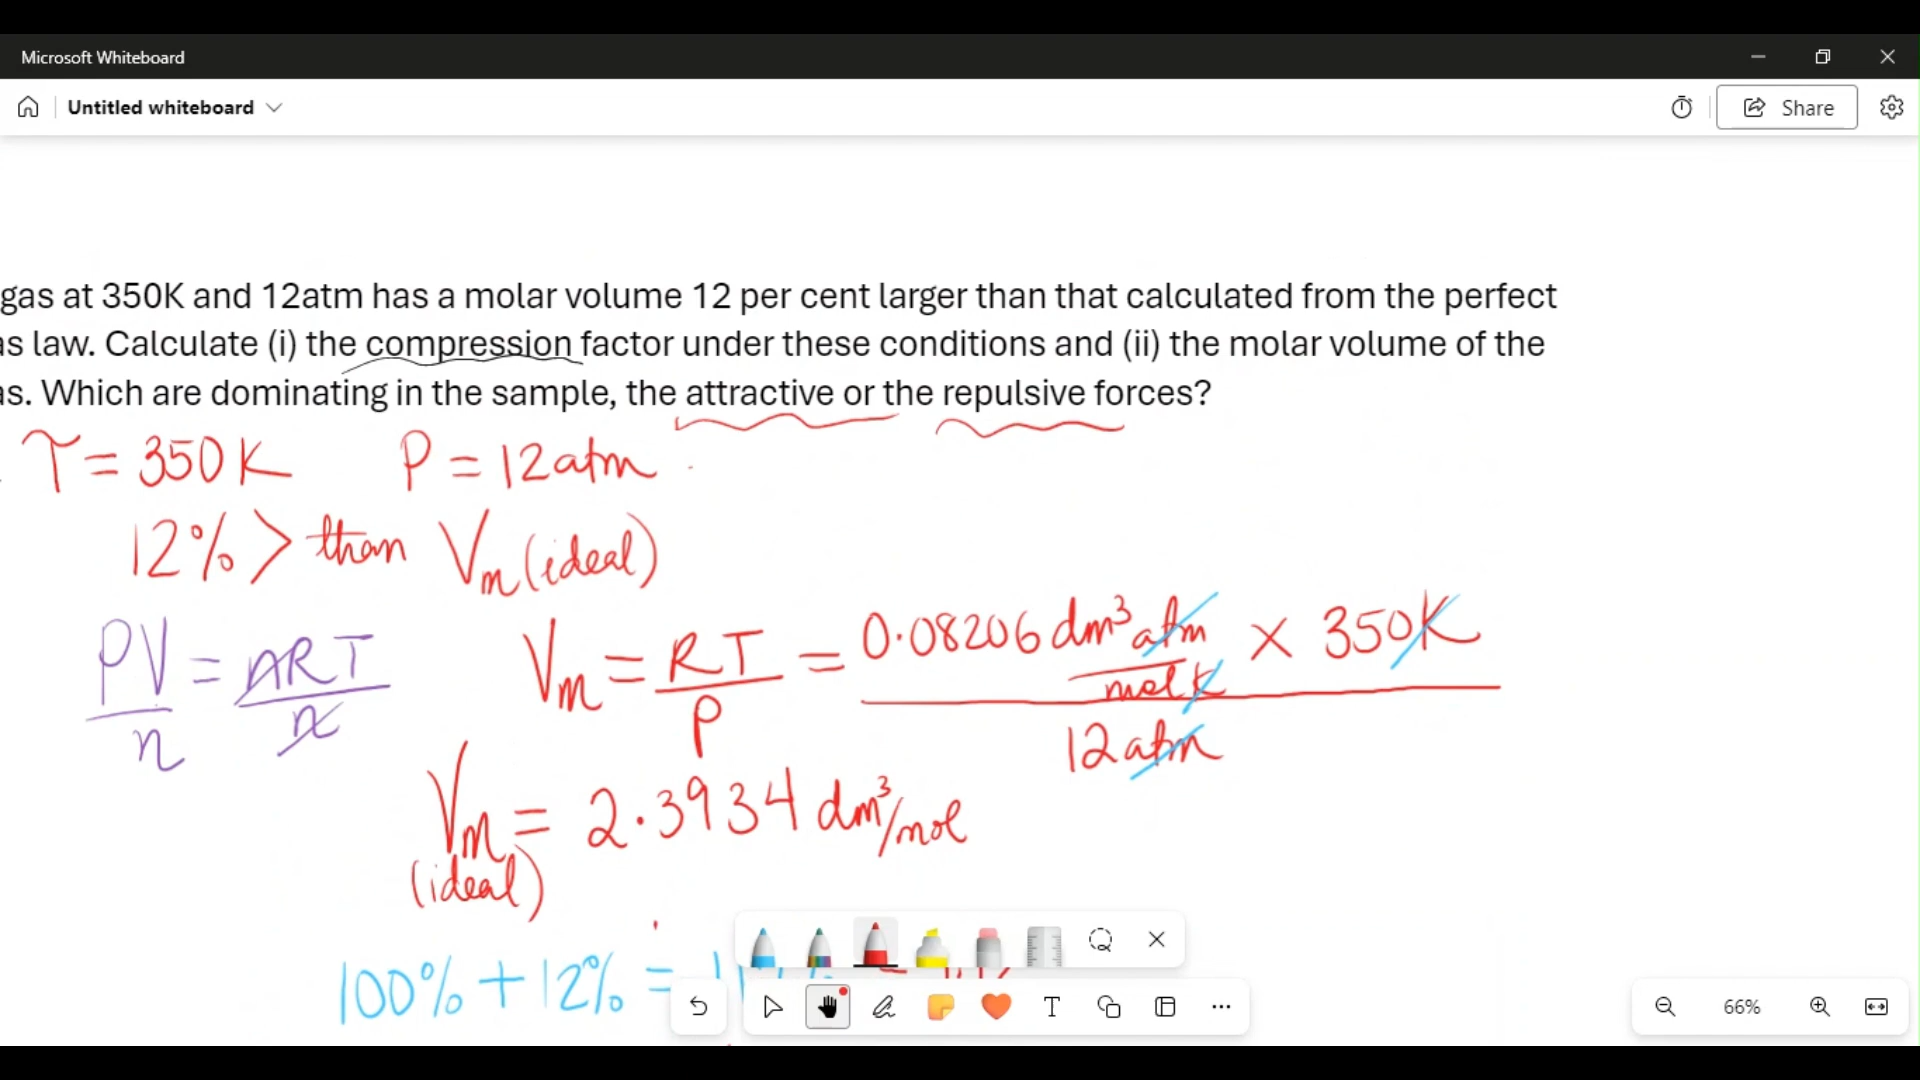 Microsoft Whiteboard
Untitled whiteboard
Share
gas at 350K and 12atm has a molar volume 12 per cent larger than that calculated from the perfect
as law. Calculate (i) the compression factor under these conditions and (ii) the molar volume of the
as. Which are dominating in the sample, the attractive or the repulsive forces?
T = 350 K P = 12 atm
12% > than Vm (ideal)
PV/n = nRT/n Vm = RT/P = 0.08206 dm³ atm/mol K × 350K / 12 atm
Vm (ideal) = 2.3934 dm³/mol
100% + 12% =
66%